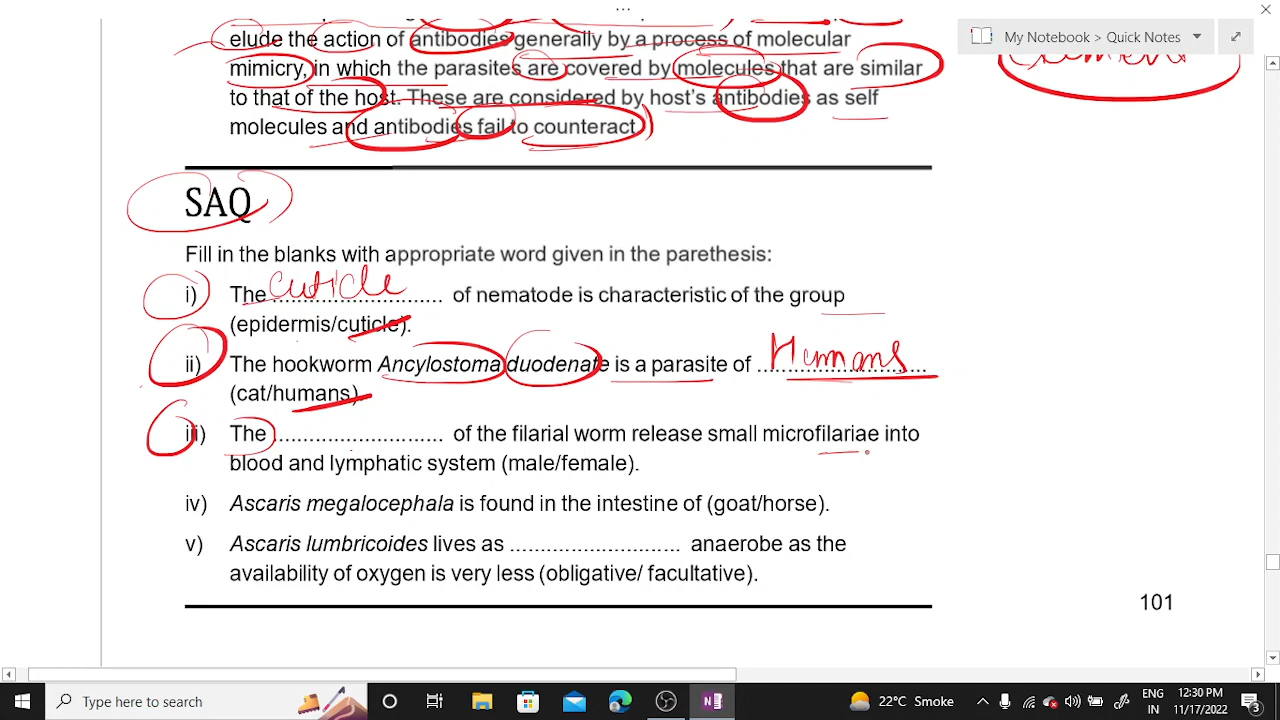 ...
elude the action of antibodies generally by a process of molecular
My Notebook > Quick Notes
mimicry, in which the parasites are covered by molecules that are similar
to that of the host. These are considered by host's antibodies as self
molecules and antibodies fail to counteract
SAQ
Fill in the blanks with appropriate word given in the parethesis:
i) The cuticle ............................ of nematode is characteristic of the group
(epidermis/cuticle).
ii) The hookworm Ancylostoma duodenale is a parasite of Humans ............................
(cat/humans).
iii) The ............................ of the filarial worm release small microfilariae into
blood and lymphatic system (male/female).
iv) Ascaris megalocephala is found in the intestine of (goat/horse).
v) Ascaris lumbricoides lives as ............................ anaerobe as the
availability of oxygen is very less (obligative/ facultative).
101
Type here to search
22°C Smoke
ENG
IN
12:30 PM
11/17/2022
3